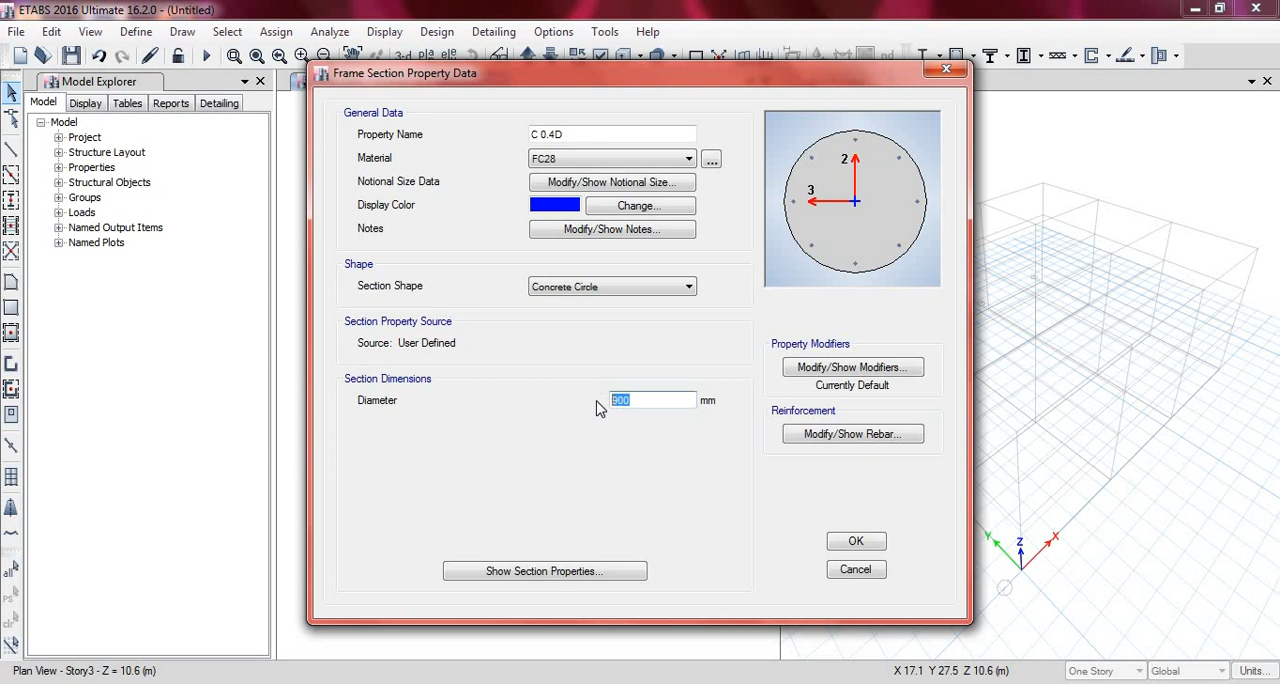 ETABS 2016 Ultimate 16.2.0 - (Untitled)
File Edit View Define Draw Select Assign Analyze Display Design Detailing Options Tools Help
Model Explorer
Model Display Tables Reports Detailing
Model
Project
Structure Layout
Properties
Structural Objects
Groups
Loads
Named Output Items
Named Plots
Frame Section Property Data
General Data
Property Name C 0.4D
Material FC28 ...
Notional Size Data Modify/Show Notional Size...
Display Color Change...
Notes Modify/Show Notes...
Shape
Section Shape Concrete Circle
Section Property Source
Source: User Defined
Section Dimensions
Diameter 900 mm
Show Section Properties...
2
3
Property Modifiers
Modify/Show Modifiers...
Currently Default
Reinforcement
Modify/Show Rebar...
OK
Cancel
Y Z X
all
Plan View - Story3 - Z = 10.6 (m) X 17.1 Y 27.5 Z 10.6 (m) One Story Global Units...